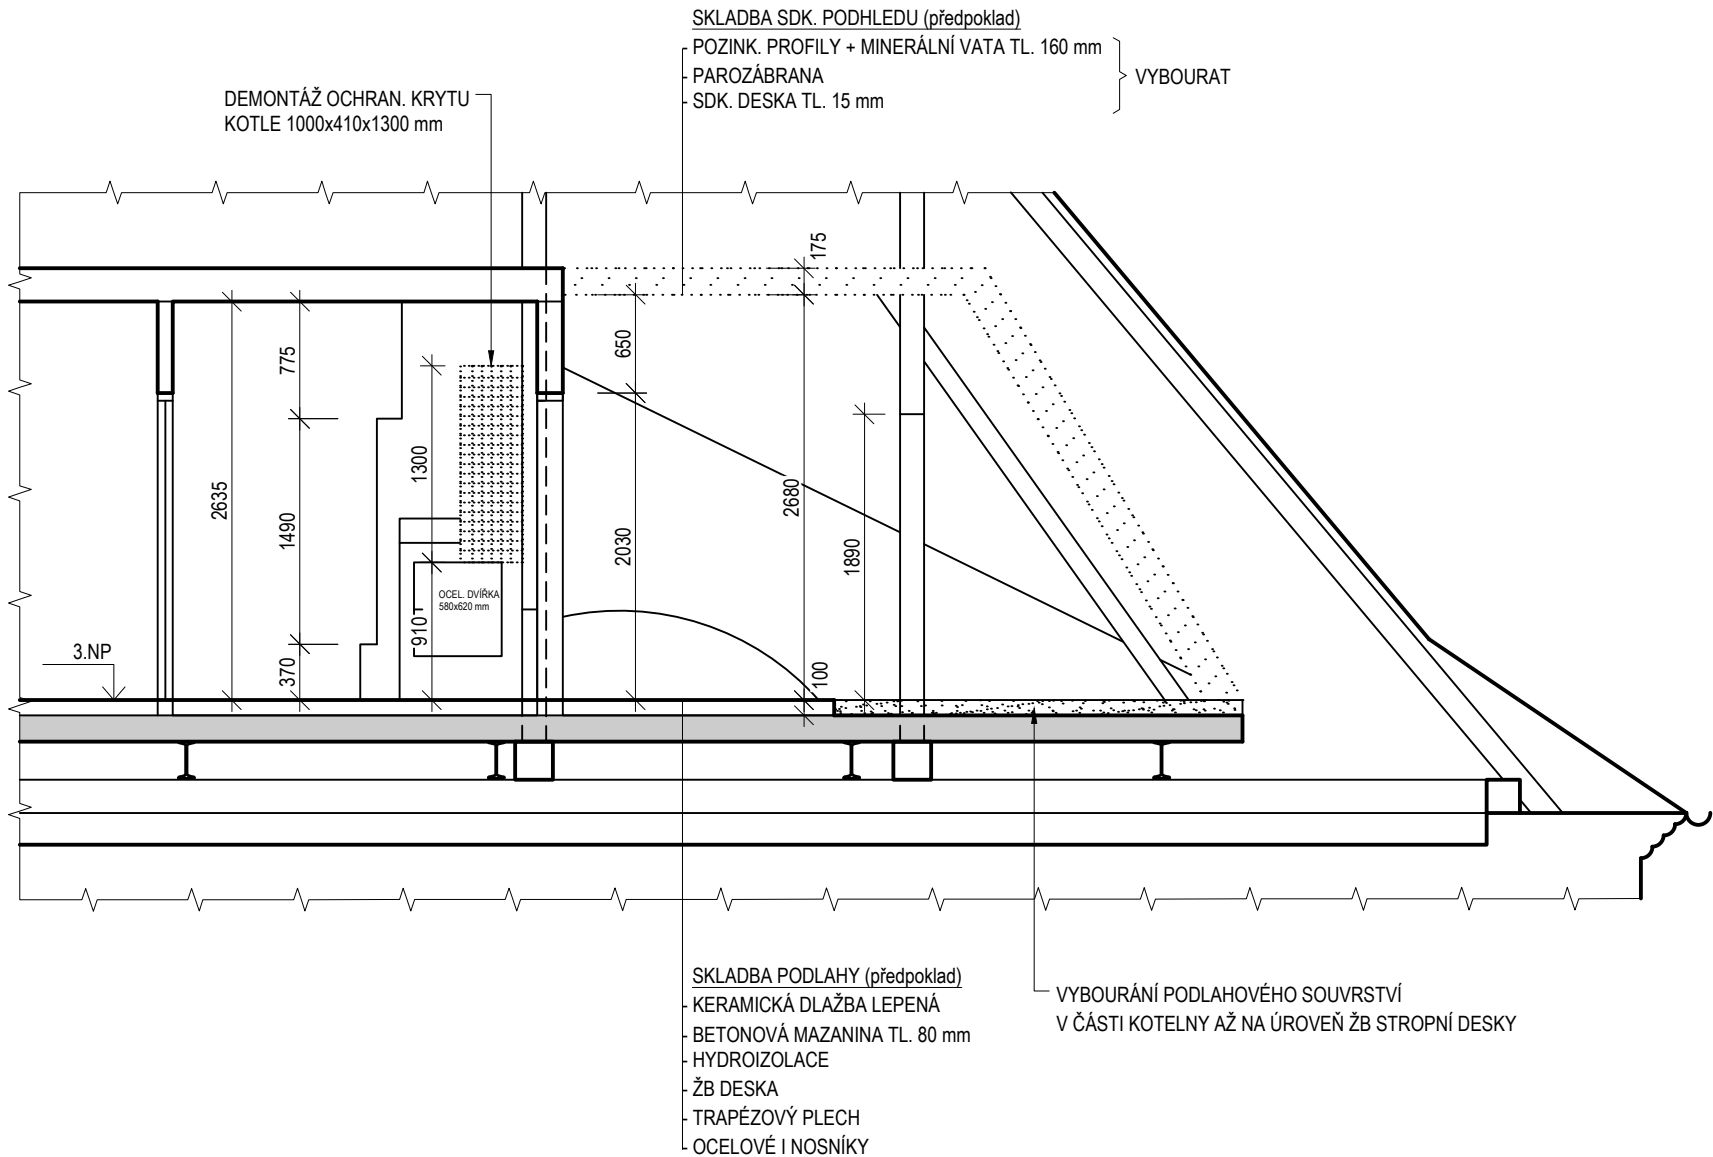 SKLADBA SDK. PODHLEDU (předpoklad)
POZINK. PROFILY + MINERÁLNÍ VATA TL. 160 mm
PAROZÁBRANA
SDK. DESKA TL. 15 mm
VYBOURAT
DEMONTÁŽ OCHRAN. KRYTU
KOTLE 1000x410x1300 mm
175
775
650
1300
2635
1490
2030
2680
1890
OCEL. DVÍŘKA
580x620 mm
910
3.NP
370
100
SKLADBA PODLAHY (předpoklad)
KERAMICKÁ DLAŽBA LEPENÁ
BETONOVÁ MAZANINA TL. 80 mm
HYDROIZOLACE
ŽB DESKA
TRAPÉZOVÝ PLECH
OCELOVÉ I NOSNÍKY
VYBOURÁNÍ PODLAHOVÉHO SOUVRSTVÍ
V ČÁSTI KOTELNY AŽ NA ÚROVEŇ ŽB STROPNÍ DESKY